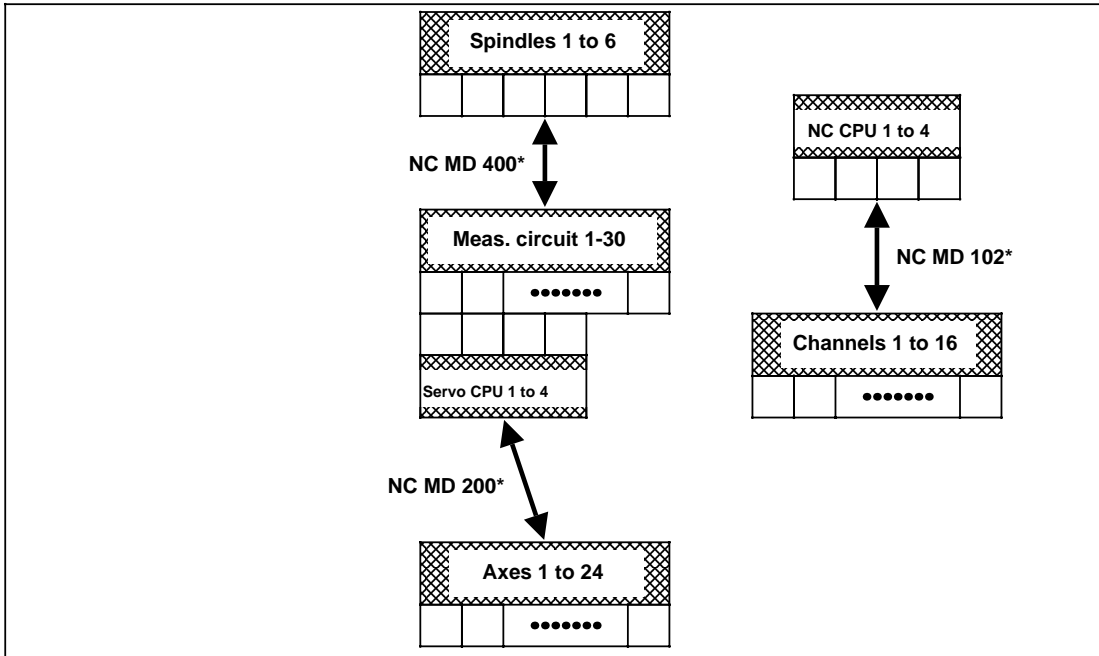 Spindles 1 to 6
NC MD 400*
Meas. circuit 1-30
•••••••
Servo CPU 1 to 4
NC MD 200*
Axes 1 to 24
•••••••
NC CPU 1 to 4
NC MD 102*
Channels 1 to 16
•••••••